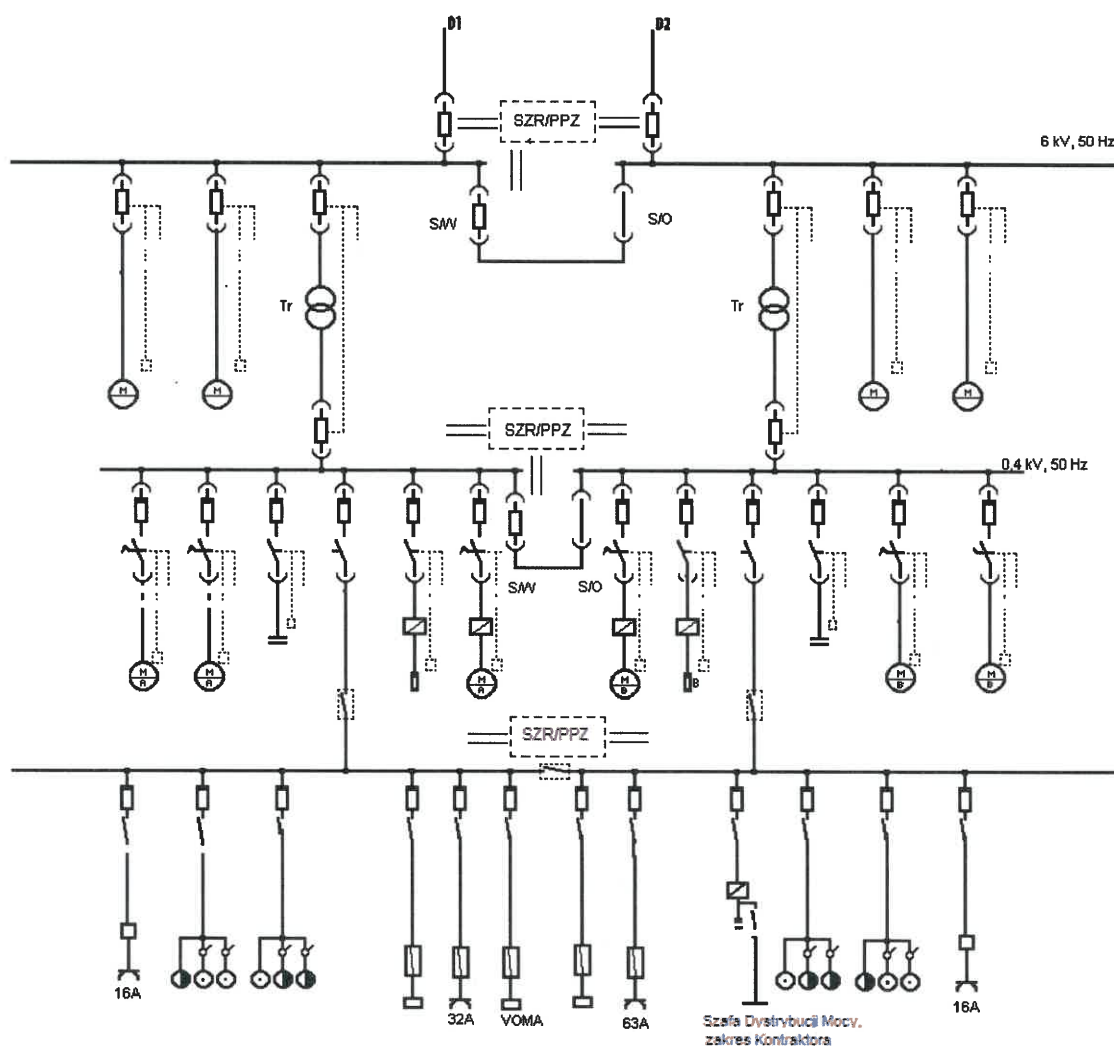 D1 D2
SZR/PPZ
6 kV, 50 Hz
S/W S/O
Tr Tr
M M M M
SZR/PPZ
0,4 kV, 50 Hz
S/W S/O
M A M A M A M B B M B M B
SZR/PPZ
16A 32A VOMA 63A 16A
Szafa Dystrybucji Mocy,
zakres Kontraktora